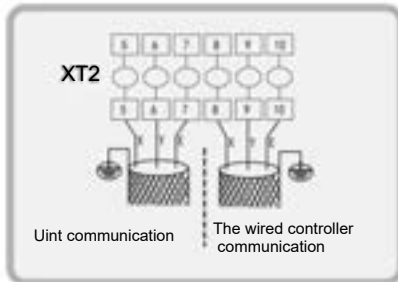 5 6 7 8 9 10
XT2
5 6 7 8 9 10
X Y E X Y E
Uint communication
The wired controller
communication